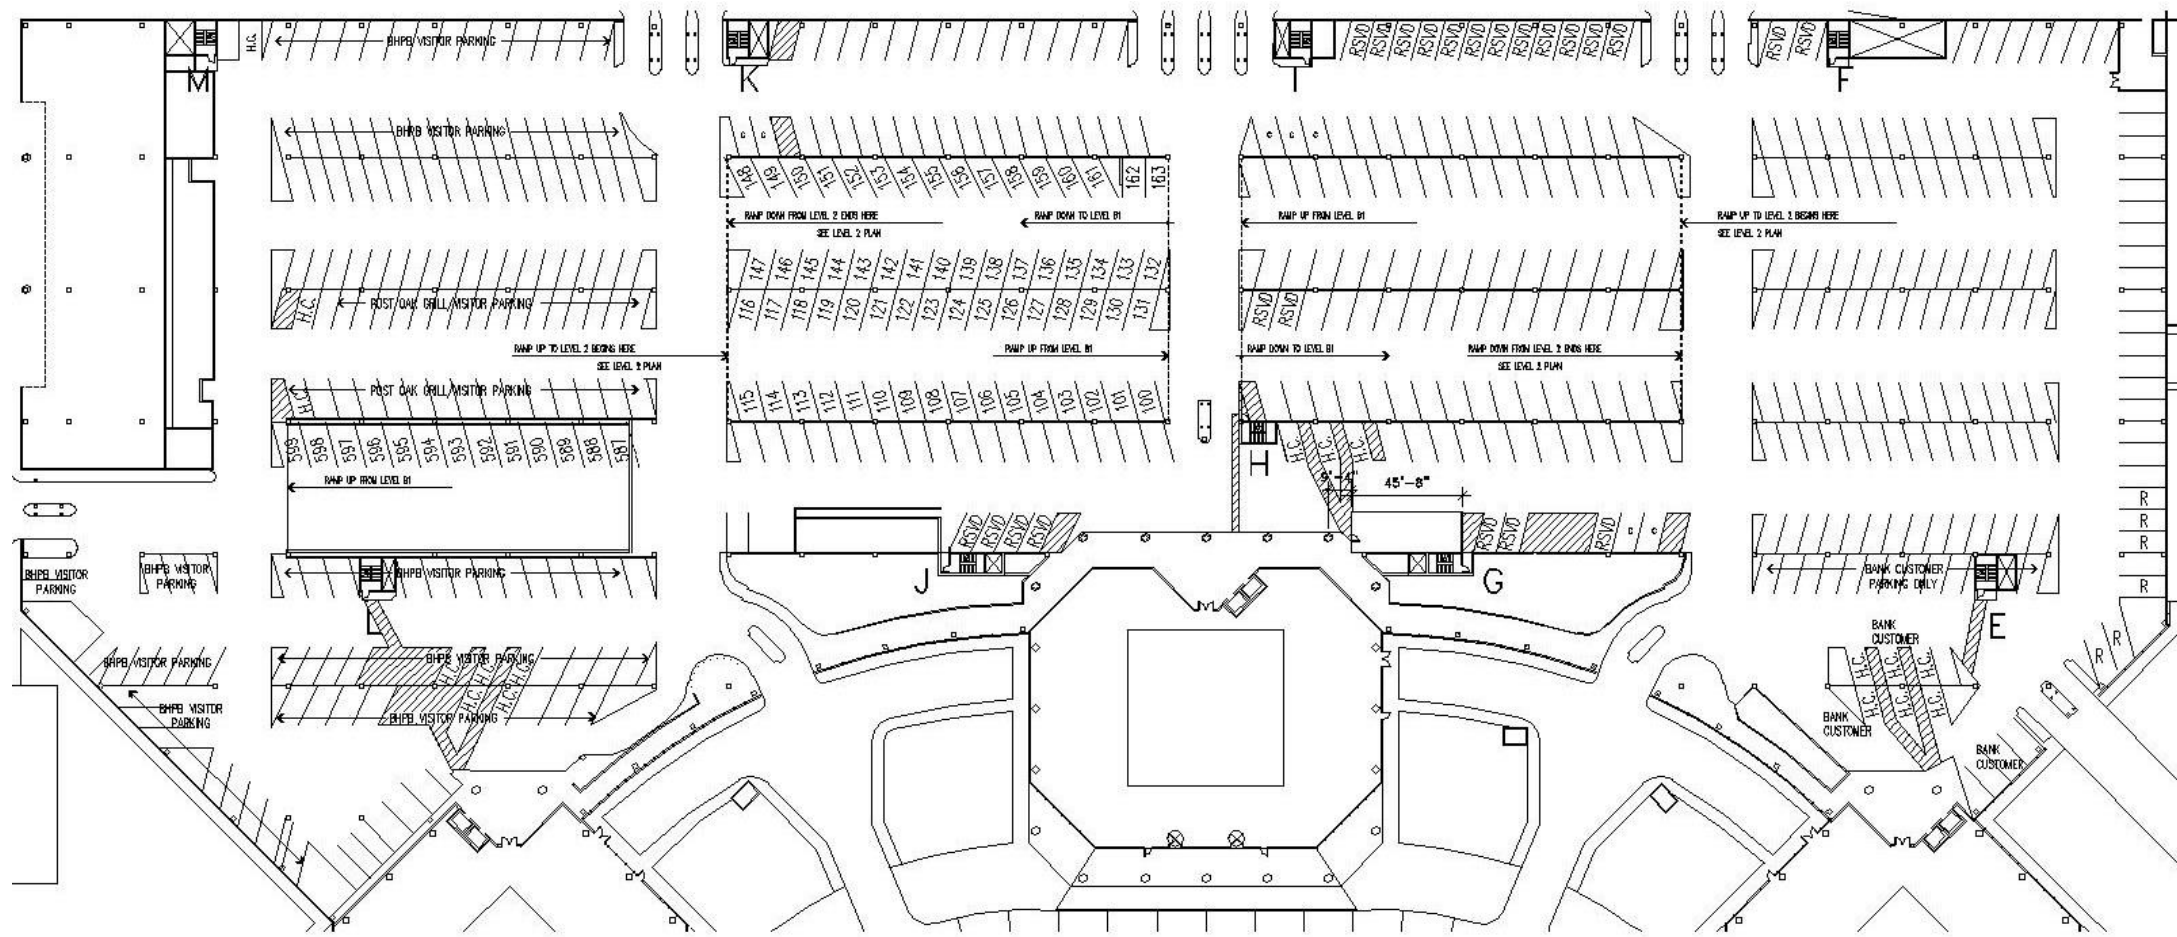 H.C.
BHPB VISITOR PARKING
RSVD RSVD RSVD RSVD RSVD RSVD RSVD RSVD RSVD RSVD
RSVD RSVD
M
K
I
F
BHPB VISITOR PARKING
C C
C C C
148 149 150 151 152 153 154 155 156 157 158 159 160 161 162 163
RAMP DOWN FROM LEVEL 2 ENDS HERE
SEE LEVEL 2 PLAN
RAMP DOWN TO LEVEL B1
RAMP UP FROM LEVEL B1
RAMP UP TO LEVEL 2 BEGINS HERE
SEE LEVEL 2 PLAN
147 146 145 144 143 142 141 140 139 138 137 136 135 134 133 132
H.C.
POST OAK GRILL/VISITOR PARKING
116 117 118 119 120 121 122 123 124 125 126 127 128 129 130 131
RSVD RSVD
RAMP UP TO LEVEL 2 BEGINS HERE
SEE LEVEL 2 PLAN
RAMP UP FROM LEVEL B1
RAMP DOWN TO LEVEL B1
RAMP DOWN FROM LEVEL 2 ENDS HERE
SEE LEVEL 2 PLAN
H.C.
POST OAK GRILL/VISITOR PARKING
115 114 113 112 111 110 109 108 107 106 105 104 103 102 101 100
599 598 597 596 595 594 593 592 591 590 589 588 587
H
H.C. H.C. H.C.
RAMP UP FROM LEVEL B1
45'-8"
R
R
R
R
RSVD RSVD RSVD RSVD
RSVD RSVD
RSVD
C C
BHPB VISITOR
PARKING
BHPB VISITOR
PARKING
BHPB VISITOR PARKING
J
G
BANK CUSTOMER
PARKING ONLY
E
BANK
CUSTOMER
R
R
BHPB VISITOR PARKING
BHPB VISITOR PARKING
H.C.
H.C. H.C.
H.C. H.C.
H.C. H.C. H.C.
H.C. H.C. H.C.
BHPB VISITOR
PARKING
BHPB VISITOR PARKING
BANK
CUSTOMER
BANK
CUSTOMER